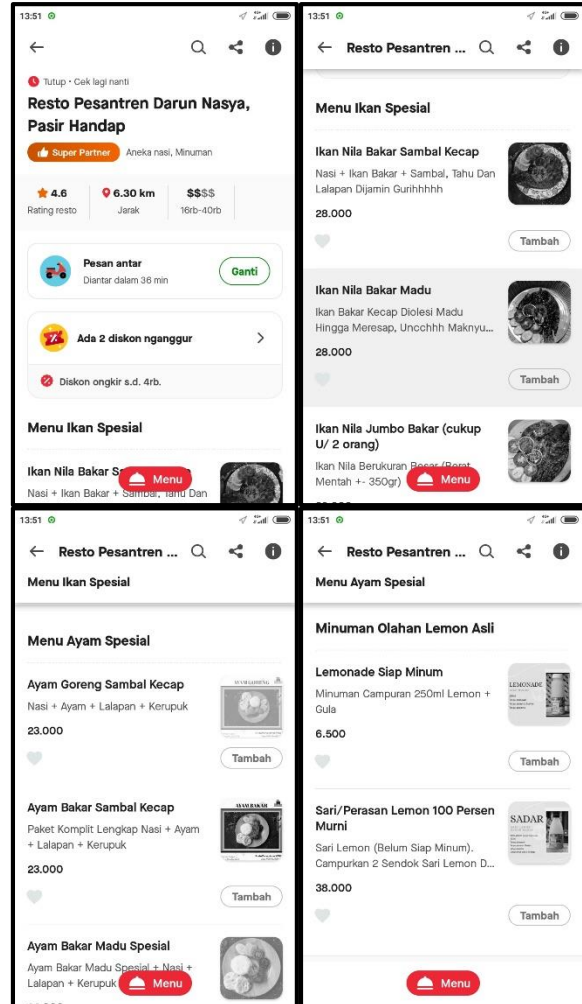 13:51
Tutup • Cek lagi nanti
Resto Pesantren Darun Nasya,
Pasir Handap
Super Partner Aneka nasi, Minuman
4.6 6.30 km $$$$
Rating resto Jarak 16rb-40rb
Pesan antar
Diantar dalam 36 min
Ganti
Ada 2 diskon nganggur
Diskon ongkir s.d. 4rb.
Menu Ikan Spesial
Ikan Nila Bakar
Nasi + Ikan Bakar + Sambal, Tahu Dan
Menu
13:51
Resto Pesantren ...
Menu Ikan Spesial
Ikan Nila Bakar Sambal Kecap
Nasi + Ikan Bakar + Sambal, Tahu Dan
Lalapan Dijamin Gurihhhhh
28.000
Tambah
Ikan Nila Bakar Madu
Ikan Bakar Kecap Diolesi Madu
Hingga Meresap, Uncchhh Maknyu...
28.000
Tambah
Ikan Nila Jumbo Bakar (cukup
U/ 2 orang)
Ikan Nila Berukuran Besar (Berat
Mentah +- 350gr)
Menu
13:51
Resto Pesantren ...
Menu Ikan Spesial
Menu Ayam Spesial
Ayam Goreng Sambal Kecap
Nasi + Ayam + Lalapan + Kerupuk
23.000
AYAM GORENG
Tambah
Ayam Bakar Sambal Kecap
Paket Komplit Lengkap Nasi + Ayam
+ Lalapan + Kerupuk
23.000
AYAM BAKAR
Tambah
Ayam Bakar Madu Spesial
Ayam Bakar Madu Spesial + Nasi +
Lalapan + Kerupuk
Menu
13:51
Resto Pesantren ...
Menu Ayam Spesial
Minuman Olahan Lemon Asli
Lemonade Siap Minum
Minuman Campuran 250ml Lemon +
Gula
6.500
LEMONADE
Tambah
Sari/Perasan Lemon 100 Persen
Murni
Sari Lemon (Belum Siap Minum).
Campurkan 2 Sendok Sari Lemon D...
38.000
SADAR
Tambah
Menu